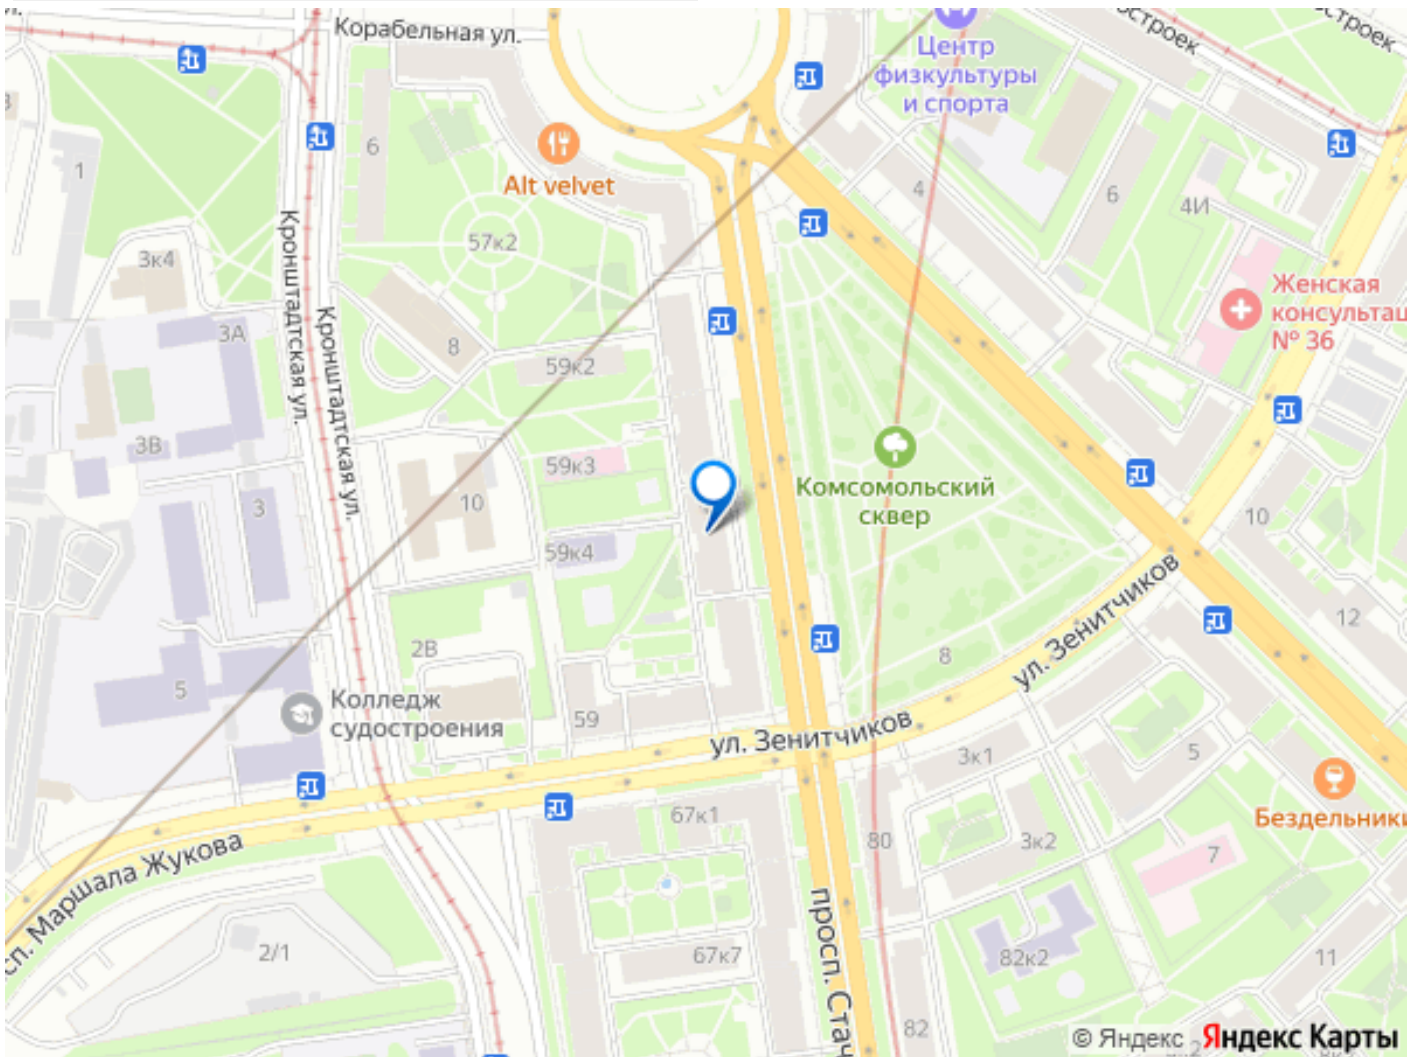 Корабельная ул.
Центр
физкультуры
и спорта
строек
строек
6
1
Alt velvet
4
6
4И
57к2
3к4
Кронштадтская ул.
Кронштадтская ул.
Женская
консультац
№ 36
3А
8
59к2
3В
59к3
10
3
Комсомольский
сквер
59к4
10
12
2В
8
ул. Зенитчиков
5
Колледж
судостроения
59
ул. Зенитчиков
3к1
5
67к1
80
3к2
7
Бездельники
сп. Маршала Жукова
2/1
67к7
просп. Стач
82к2
11
82
© Яндекс
Яндекс Карты